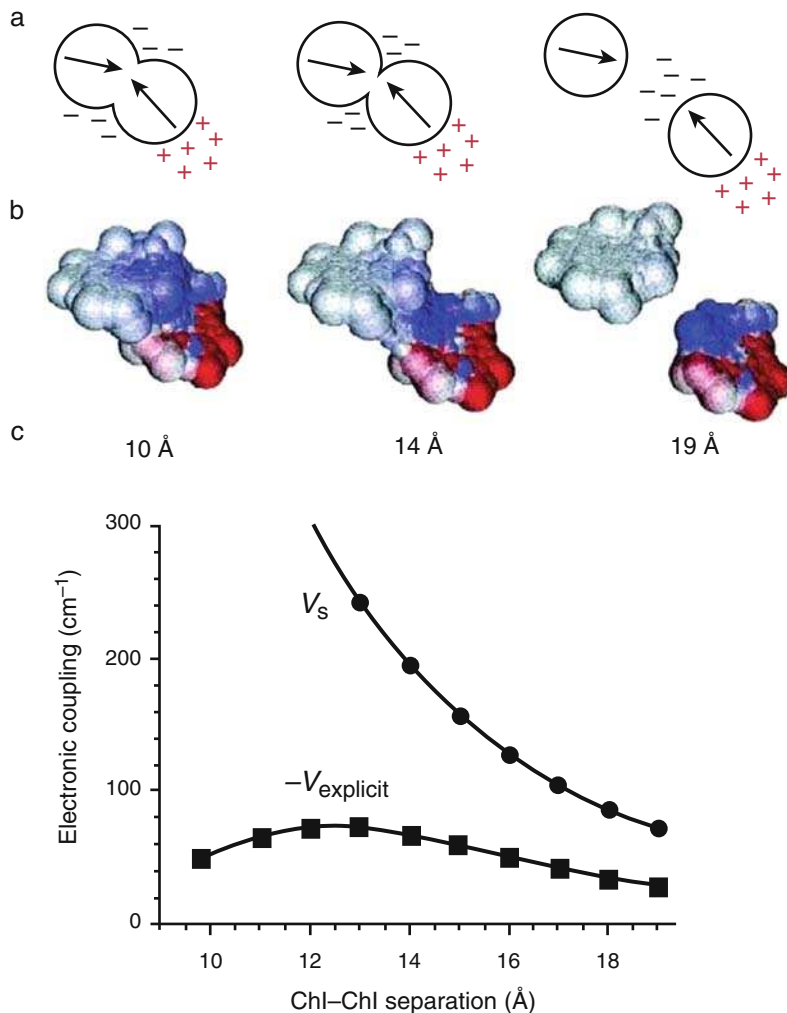 a
b
c
10 Å
14 Å
19 Å
Electronic coupling (cm⁻¹)
300
200
100
0
Vs
–Vexplicit
10
12
14
16
18
Chl–Chl separation (Å)